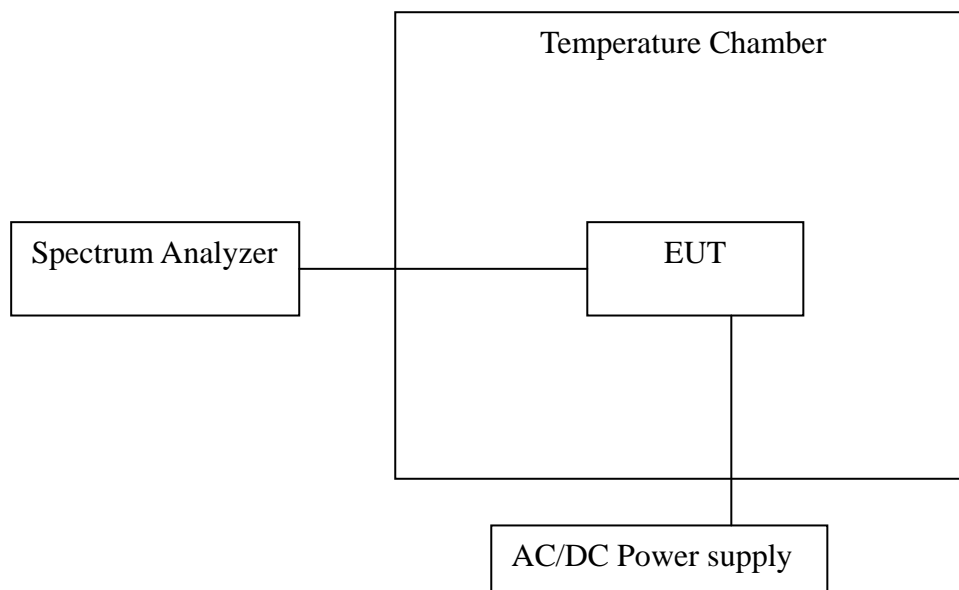 Temperature Chamber
Spectrum Analyzer
EUT
AC/DC Power supply